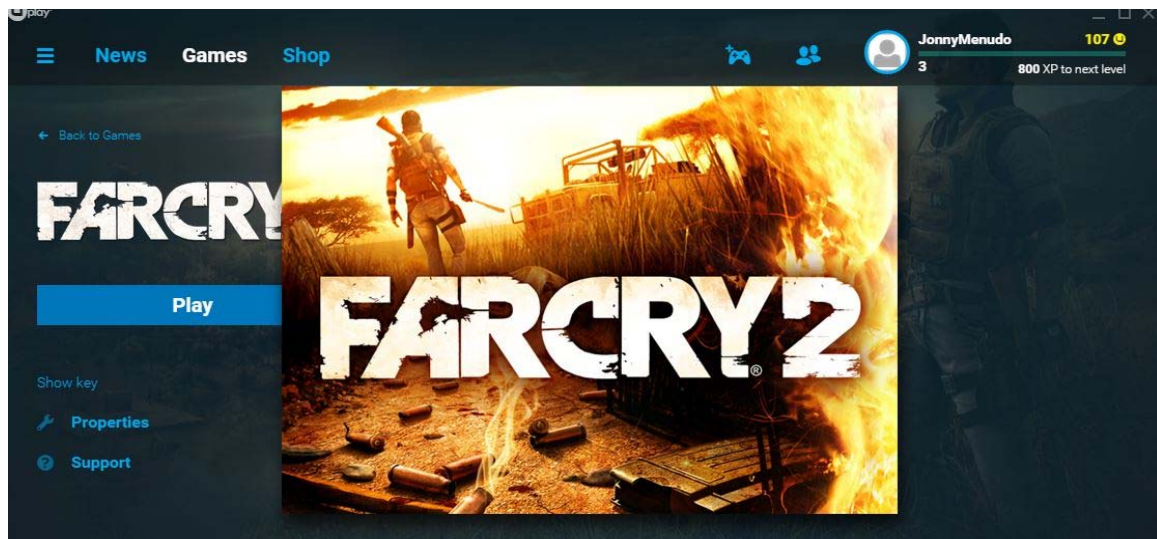 uplay
News Games Shop
JonnyMenudo 107
3 800 XP to next level
Back to Games
FARCRY
Play
FARCRY2®
Show key
Properties
Support